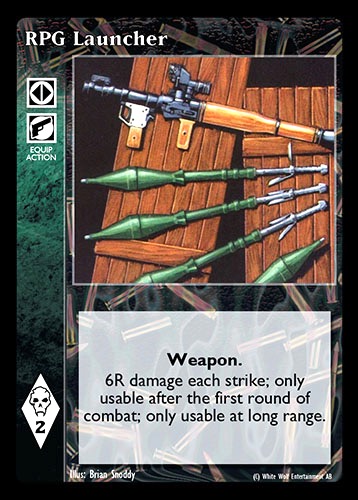 RPG Launcher
EQUIP
ACTION
Weapon.
6R damage each strike; only
usable after the first round of
combat; only usable at long range.
2
Illus: Brian Snoddy
(C) White Wolf Entertainment AB